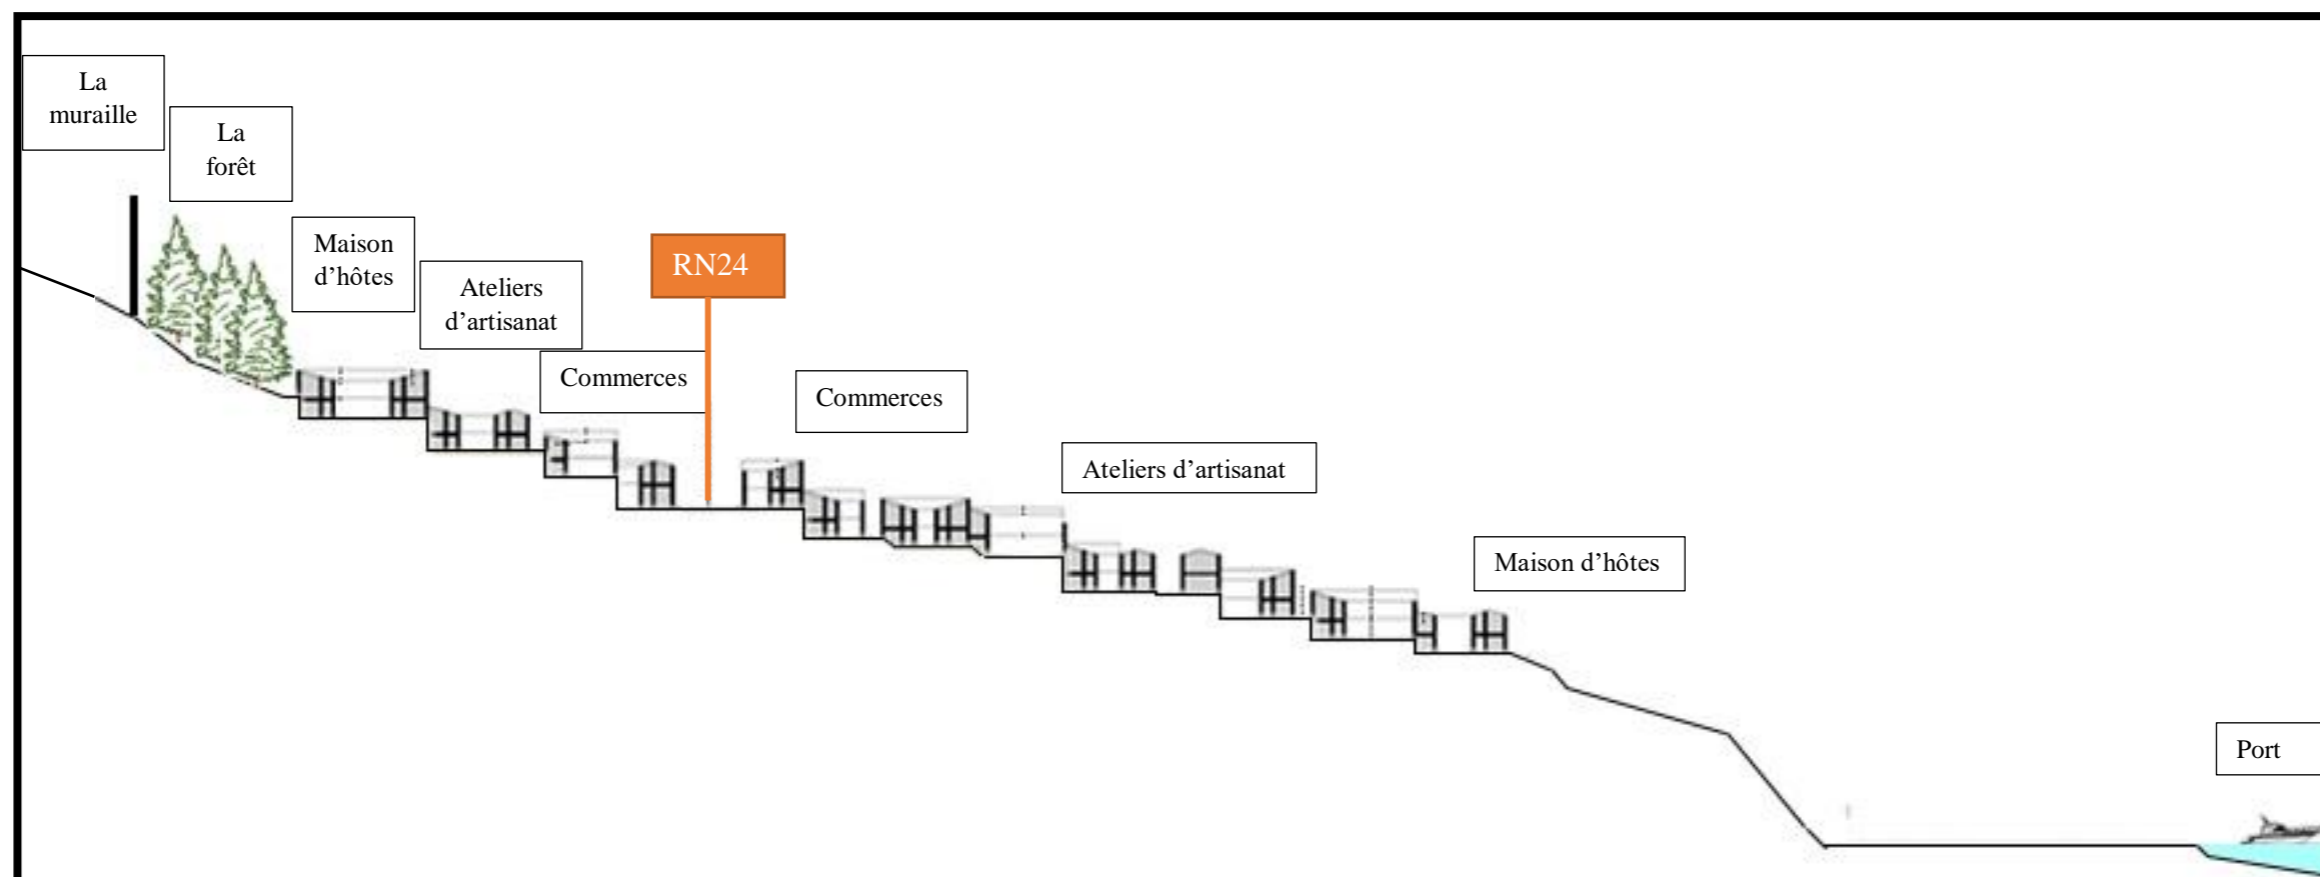 La
muraille
La
forêt
Maison
d’hôtes
Ateliers
d’artisanat
RN24
Commerces
Commerces
Ateliers d’artisanat
Maison d’hôtes
Port